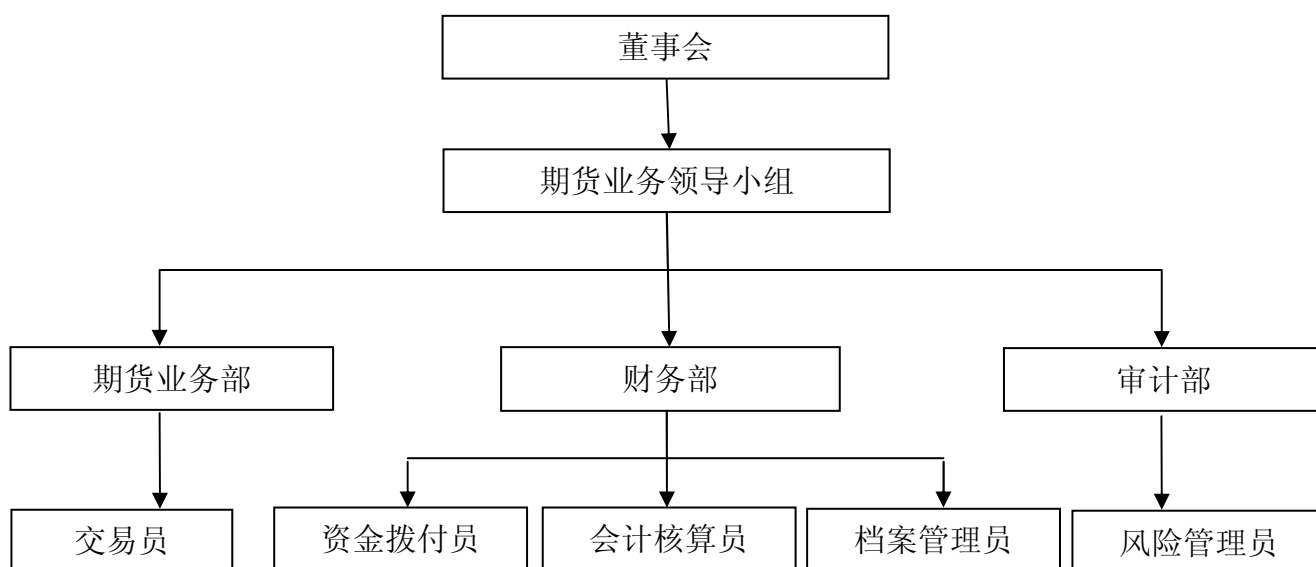 董事会
期货业务领导小组
期货业务部
财务部
审计部
交易员
资金拨付员
会计核算员
档案管理员
风险管理员